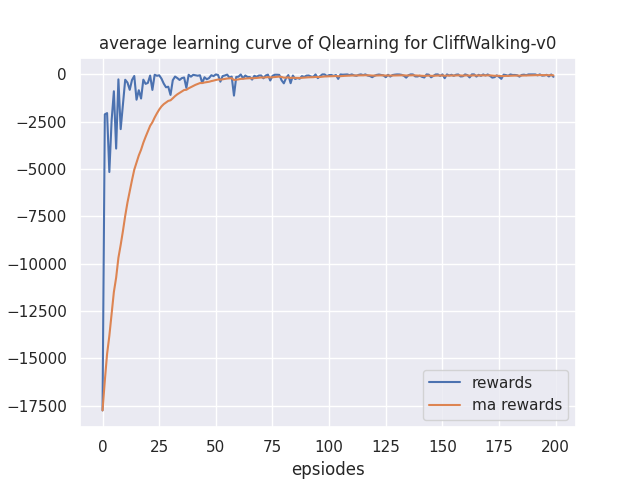 average learning curve of Qlearning for CliffWalking-v0
0
−2500
−5000
−7500
−10000
−12500
−15000
−17500
rewards
ma rewards
0 25 50 75 100 125 150 175 200
epsiodes